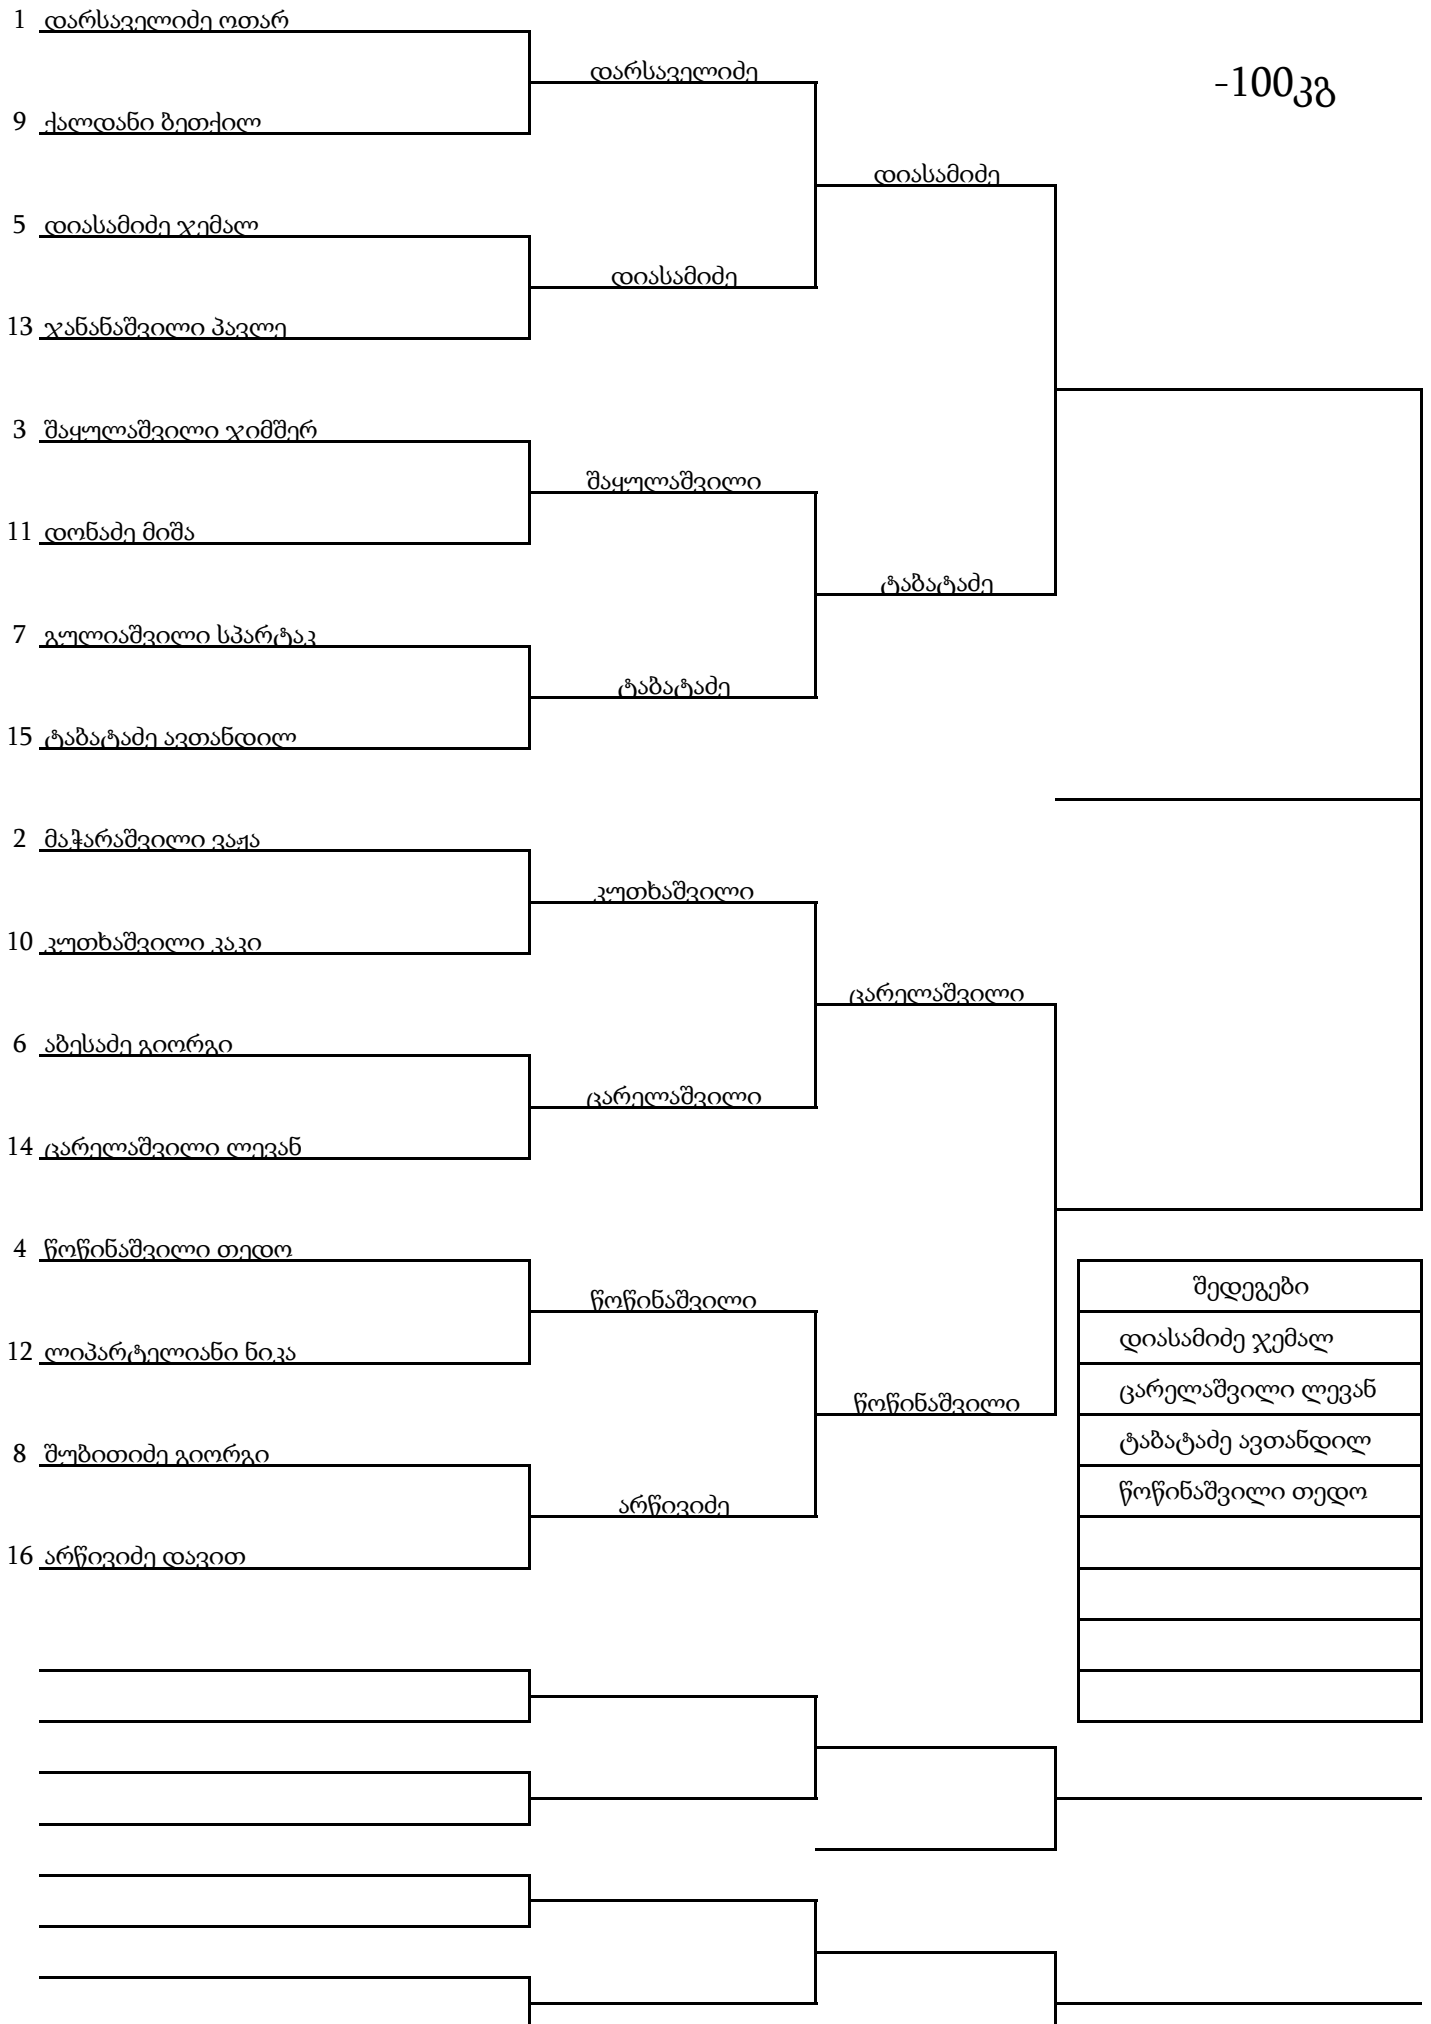 1 დარსაველიძე ოთარ
დარსაველიძე
-100კგ
9 ქალდანი ბეთქილ
დიასამიძე
5 დიასამიძე ჯემალ
დიასამიძე
13 ჯანანაშვილი პავლე
3 შაყულაშვილი ჯიმშერ
შაყულაშვილი
11 დონაძე მიშა
ტაბატაძე
7 გულიაშვილი სპარტაკ
ტაბატაძე
15 ტაბატაძე ავთანდილ
2 მაჭარაშვილი ვაჟა
კუთხაშვილი
10 კუთხაშვილი კაკი
ცარელაშვილი
6 აბესაძე გიორგი
ცარელაშვილი
14 ცარელაშვილი ლევან
4 წოწინაშვილი თედო
წოწინაშვილი
12 ლიპარტელიანი ნიკა
წოწინაშვილი
8 შუბითიძე გიორგი
არწივიძე
16 არწივიძე დავით
შედეგები
დიასამიძე ჯემალ
ცარელაშვილი ლევან
ტაბატაძე ავთანდილ
წოწინაშვილი თედო